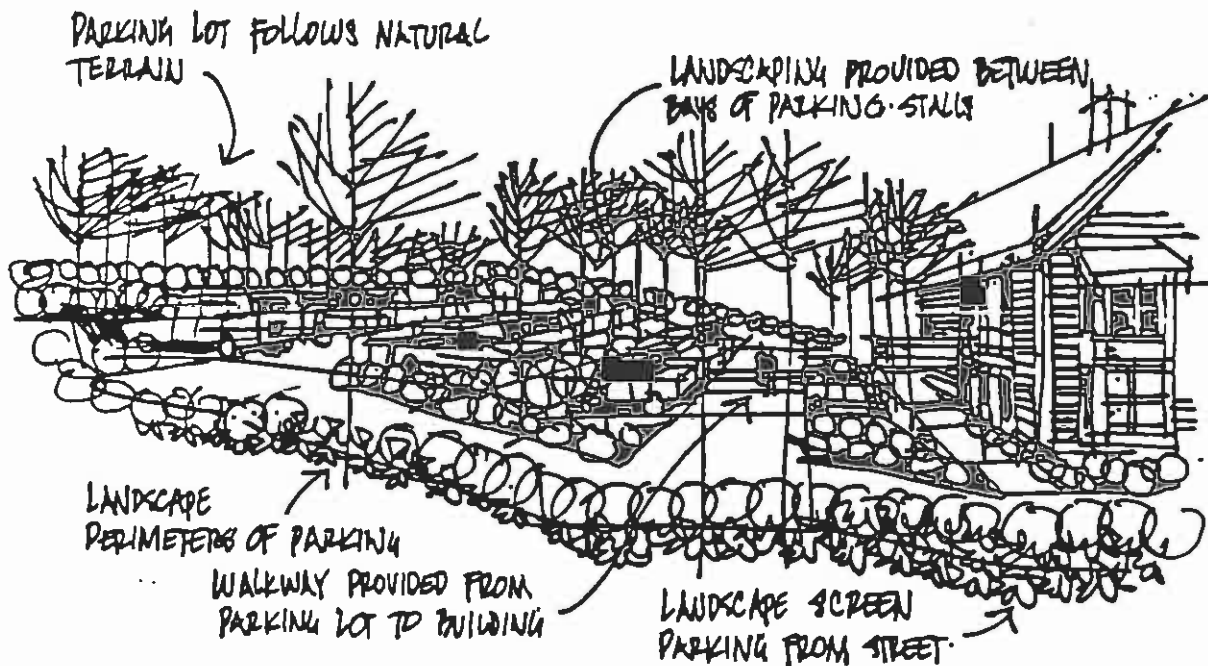 PARKING LOT FOLLOWS NATURAL
TERRAIN
LANDSCAPING PROVIDED BETWEEN
BAYS OF PARKING STALLS
LANDSCAPE
PERIMETERS OF PARKING
WALKWAY PROVIDED FROM
PARKING LOT TO BUILDING
LANDSCAPE SCREEN
PARKING FROM STREET.